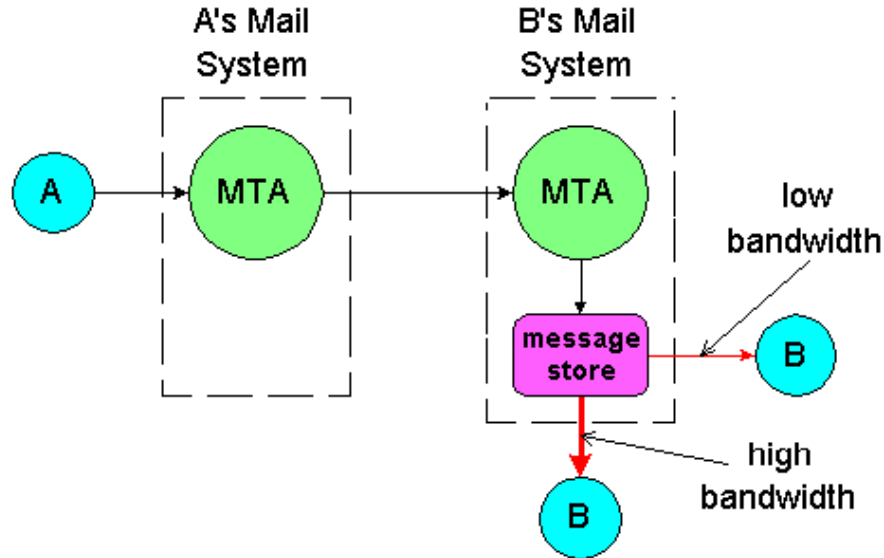 A's Mail
System
B's Mail
System
A
MTA
MTA
low
bandwidth
message
store
B
high
bandwidth
B